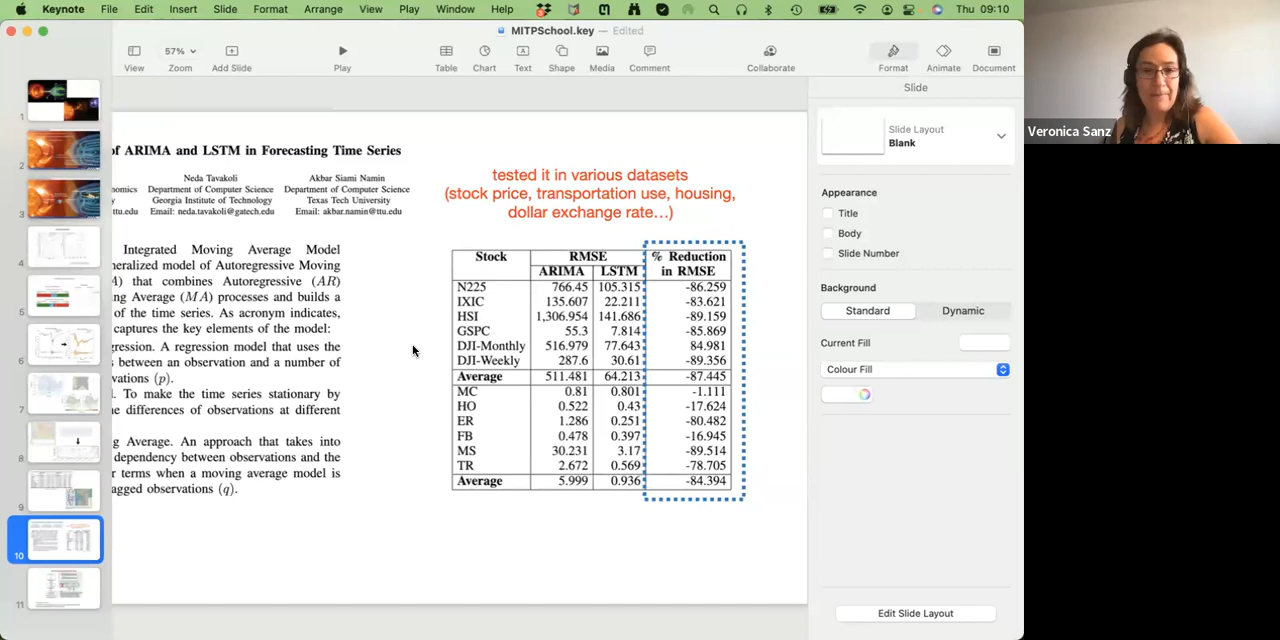 Keynote File Edit Insert Slide Format Arrange View Play Window Help Thu 09:10
MITPSchool.key — Edited
57%
View Zoom Add Slide Play Table Chart Text Shape Media Comment Collaborate Format Animate Document
Slide
Slide Layout
Blank
Appearance
Title
Body
Slide Number
Background
Standard Dynamic
Current Fill
Colour Fill
Edit Slide Layout
Veronica Sanz
1
2
3
4
5
6
7
8
9
10
11
of ARIMA and LSTM in Forecasting Time Series
Neda Tavakoli Akbar Siami Namin
nomics Department of Computer Science Department of Computer Science
Georgia Institute of Technology Texas Tech University
ttu.edu Email: neda.tavakoli@gatech.edu Email: akbar.namin@ttu.edu
Integrated Moving Average Model
neralized model of Autoregressive Moving
A) that combines Autoregressive (AR)
ng Average (MA) processes and builds a
of the time series. As acronym indicates,
captures the key elements of the model:
gression. A regression model that uses the
s between an observation and a number of
vations (p).
. To make the time series stationary by
e differences of observations at different
g Average. An approach that takes into
dependency between observations and the
r terms when a moving average model is
agged observations (q).
tested it in various datasets
(stock price, transportation use, housing,
dollar exchange rate...)
Stock RMSE % Reduction
ARIMA LSTM in RMSE
N225 766.45 105.315 -86.259
IXIC 135.607 22.211 -83.621
HSI 1,306.954 141.686 -89.159
GSPC 55.3 7.814 -85.869
DJI-Monthly 516.979 77.643 84.981
DJI-Weekly 287.6 30.61 -89.356
Average 511.481 64.213 -87.445
MC 0.81 0.801 -1.111
HO 0.522 0.43 -17.624
ER 1.286 0.251 -80.482
FB 0.478 0.397 -16.945
MS 30.231 3.17 -89.514
TR 2.672 0.569 -78.705
Average 5.999 0.936 -84.394